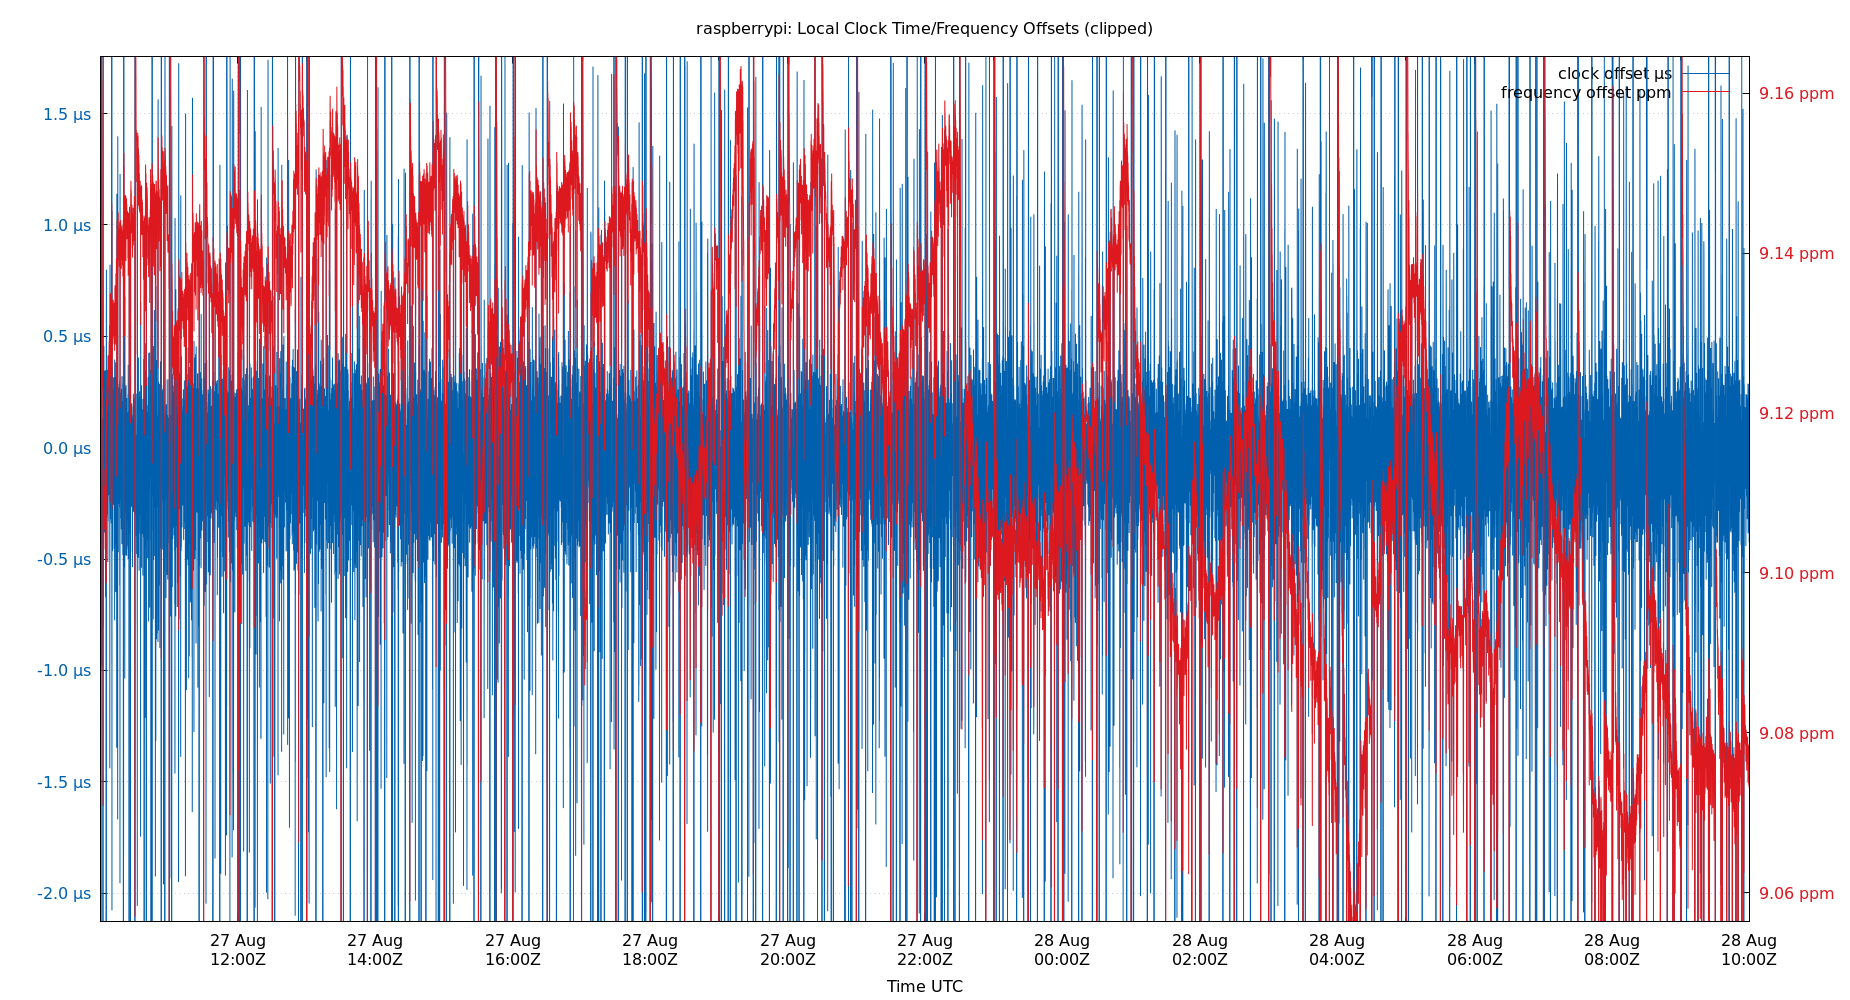 raspberrypi: Local Clock Time/Frequency Offsets (clipped)
clock offset µs
frequency offset ppm
1.5 µs
1.0 µs
0.5 µs
0.0 µs
-0.5 µs
-1.0 µs
-1.5 µs
-2.0 µs
9.16 ppm
9.14 ppm
9.12 ppm
9.10 ppm
9.08 ppm
9.06 ppm
27 Aug
12:00Z
27 Aug
14:00Z
27 Aug
16:00Z
27 Aug
18:00Z
27 Aug
20:00Z
27 Aug
22:00Z
28 Aug
00:00Z
28 Aug
02:00Z
28 Aug
04:00Z
28 Aug
06:00Z
28 Aug
08:00Z
28 Aug
10:00Z
Time UTC